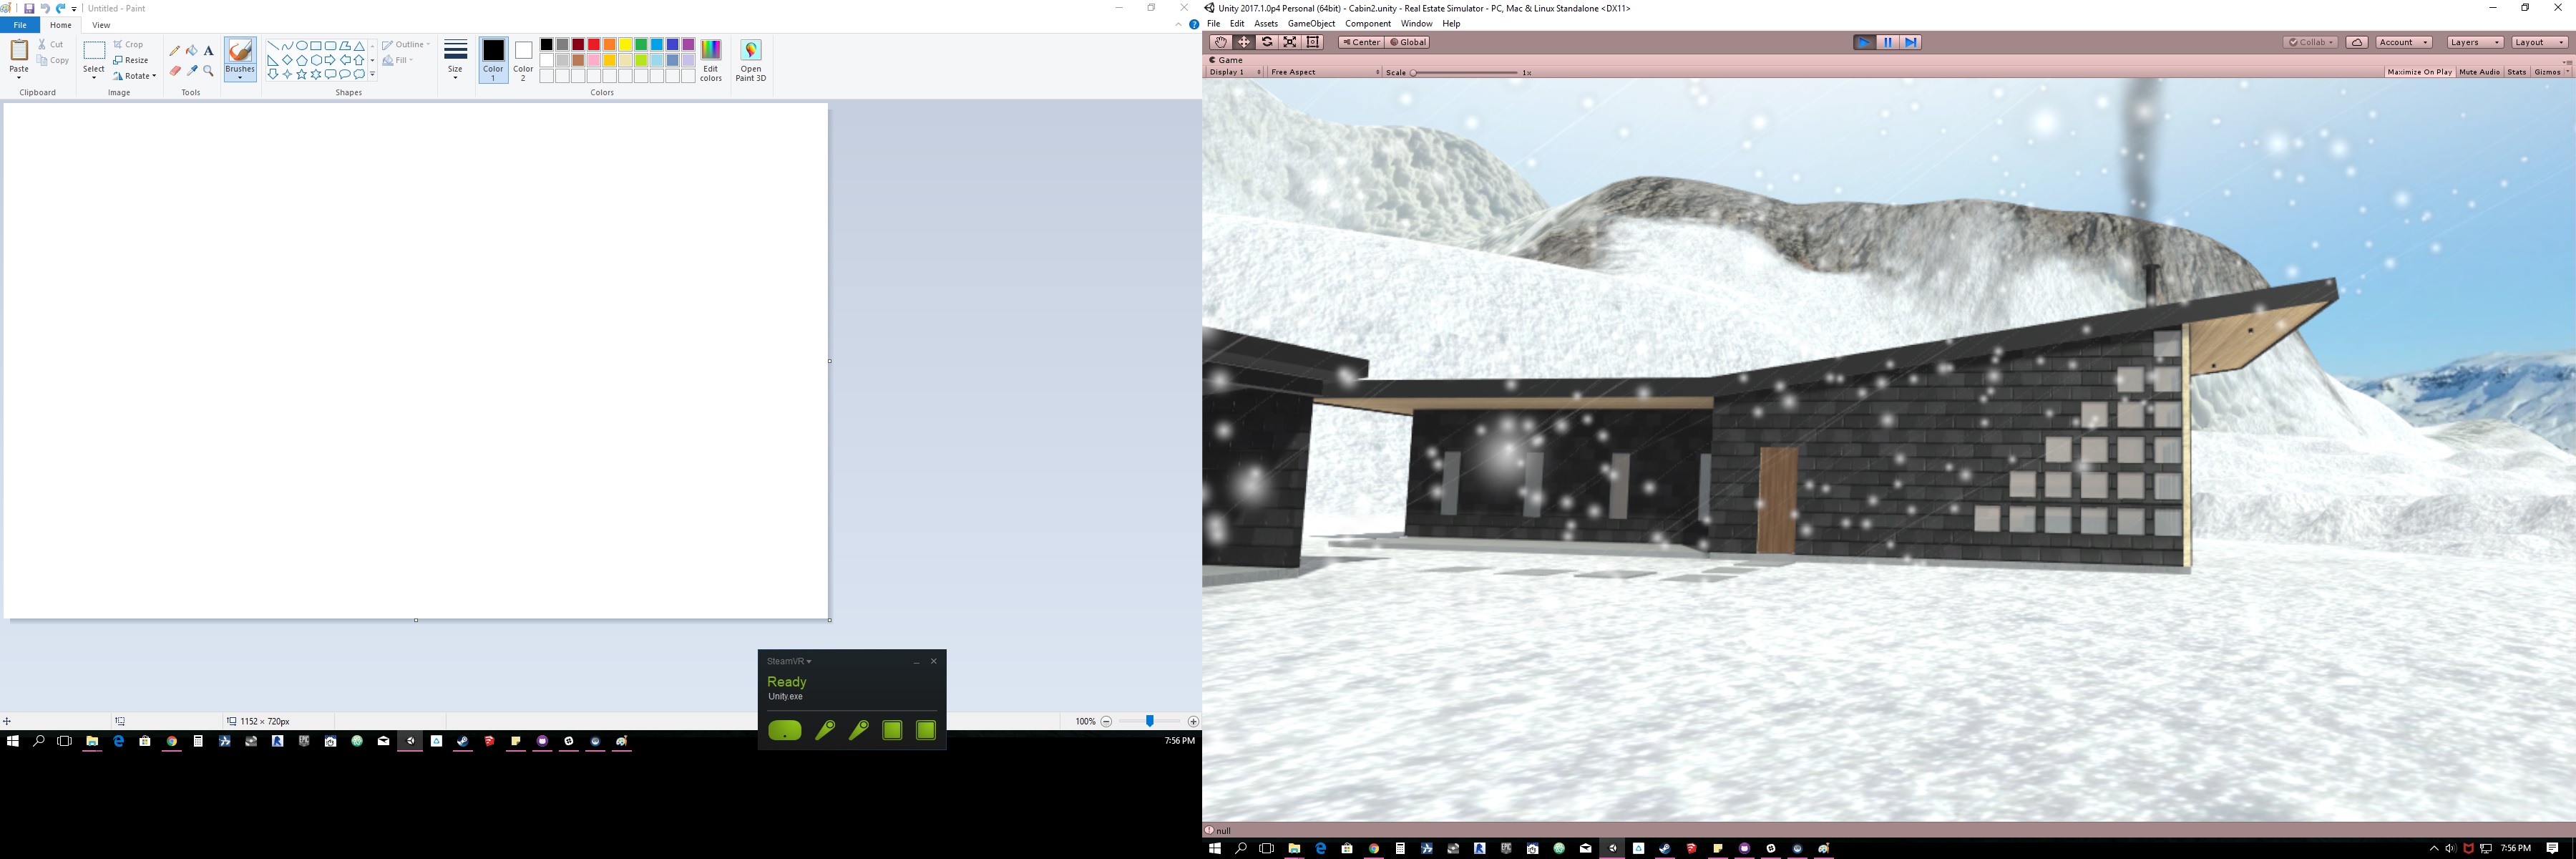 Untitled - Paint
File Home View
Paste
Cut
Copy
Clipboard
Select
Crop
Resize
Rotate
Image
A
Tools
Brushes
Outline
Fill
Shapes
Size
Color 1
Color 2
Edit colors
Open Paint 3D
Colors
SteamVR
Ready
Unity.exe
1152 × 720px
100%
7:56 PM
Unity 2017.1.0p4 Personal (64bit) - Cabin2.unity - Real Estate Simulator - PC, Mac & Linux Standalone <DX11>
File Edit Assets GameObject Component Window Help
Center Global
Collab Account Layers Layout
Game
Display 1 Free Aspect Scale 1x
Maximize On Play Mute Audio Stats Gizmos
null
7:56 PM